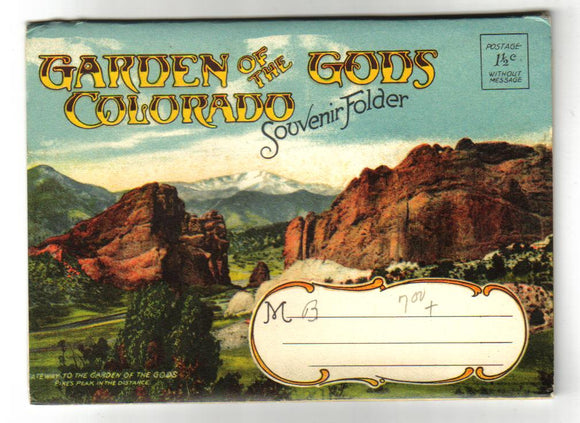 GARDEN OF THE GODS
COLORADO
Souvenir Folder
POSTAGE
1½c
WITHOUT
MESSAGE
M B 700+
GATEWAY TO THE GARDEN OF THE GODS
PIKES PEAK IN THE DISTANCE